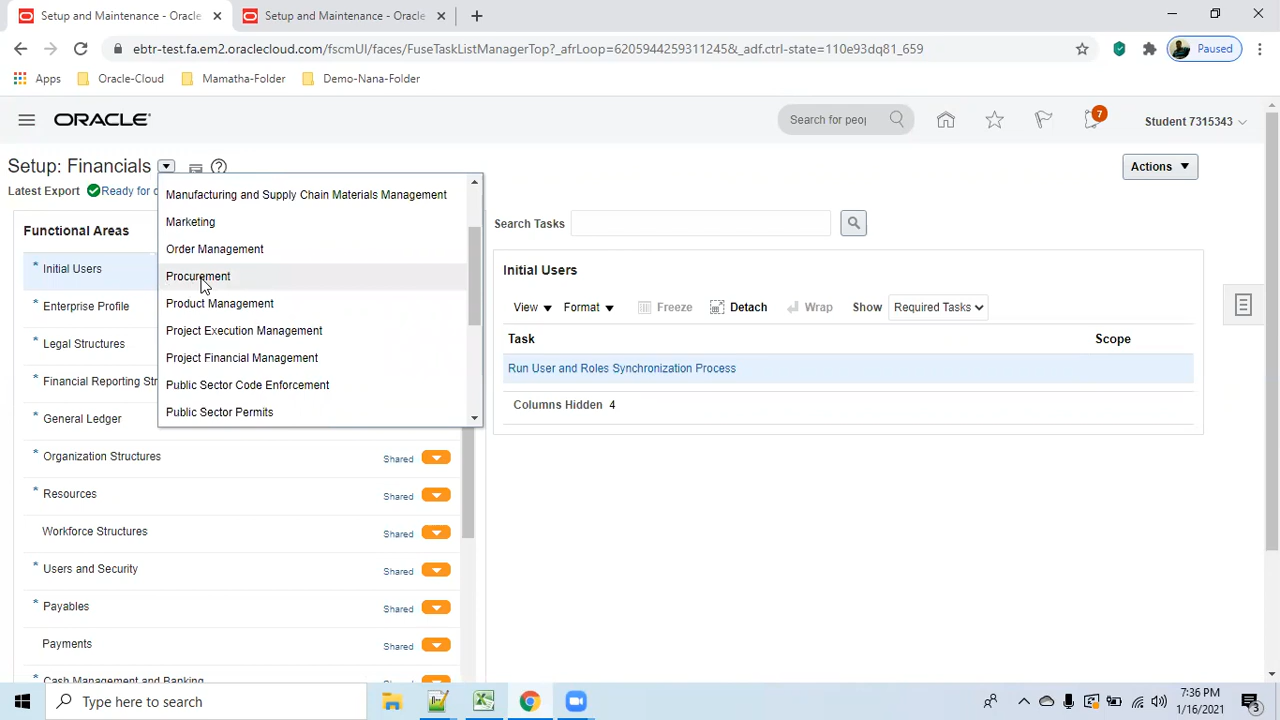 Setup and Maintenance - Oracle
Setup and Maintenance - Oracle
ebtr-test.fa.em2.oraclecloud.com/fscmUI/faces/FuseTaskListManagerTop?_afrLoop=6205944259311245&_adf.ctrl-state=110e93dq81_659
Paused
Apps
Oracle-Cloud
Mamatha-Folder
Demo-Nana-Folder
ORACLE
Search for peop
7
Student 7315343
Setup: Financials
Actions
Latest Export
Ready for
Manufacturing and Supply Chain Materials Management
Marketing
Order Management
Procurement
Product Management
Project Execution Management
Project Financial Management
Public Sector Code Enforcement
Public Sector Permits
Functional Areas
* Initial Users
* Enterprise Profile
* Legal Structures
* Financial Reporting
* General Ledger
* Organization Structures Shared
* Resources Shared
Workforce Structures Shared
* Users and Security Shared
* Payables Shared
Payments Shared
Cash Management and Banking
Search Tasks
Initial Users
View Format Freeze Detach Wrap Show Required Tasks
Task Scope
Run User and Roles Synchronization Process
Columns Hidden 4
Type here to search
7:36 PM
1/16/2021
3